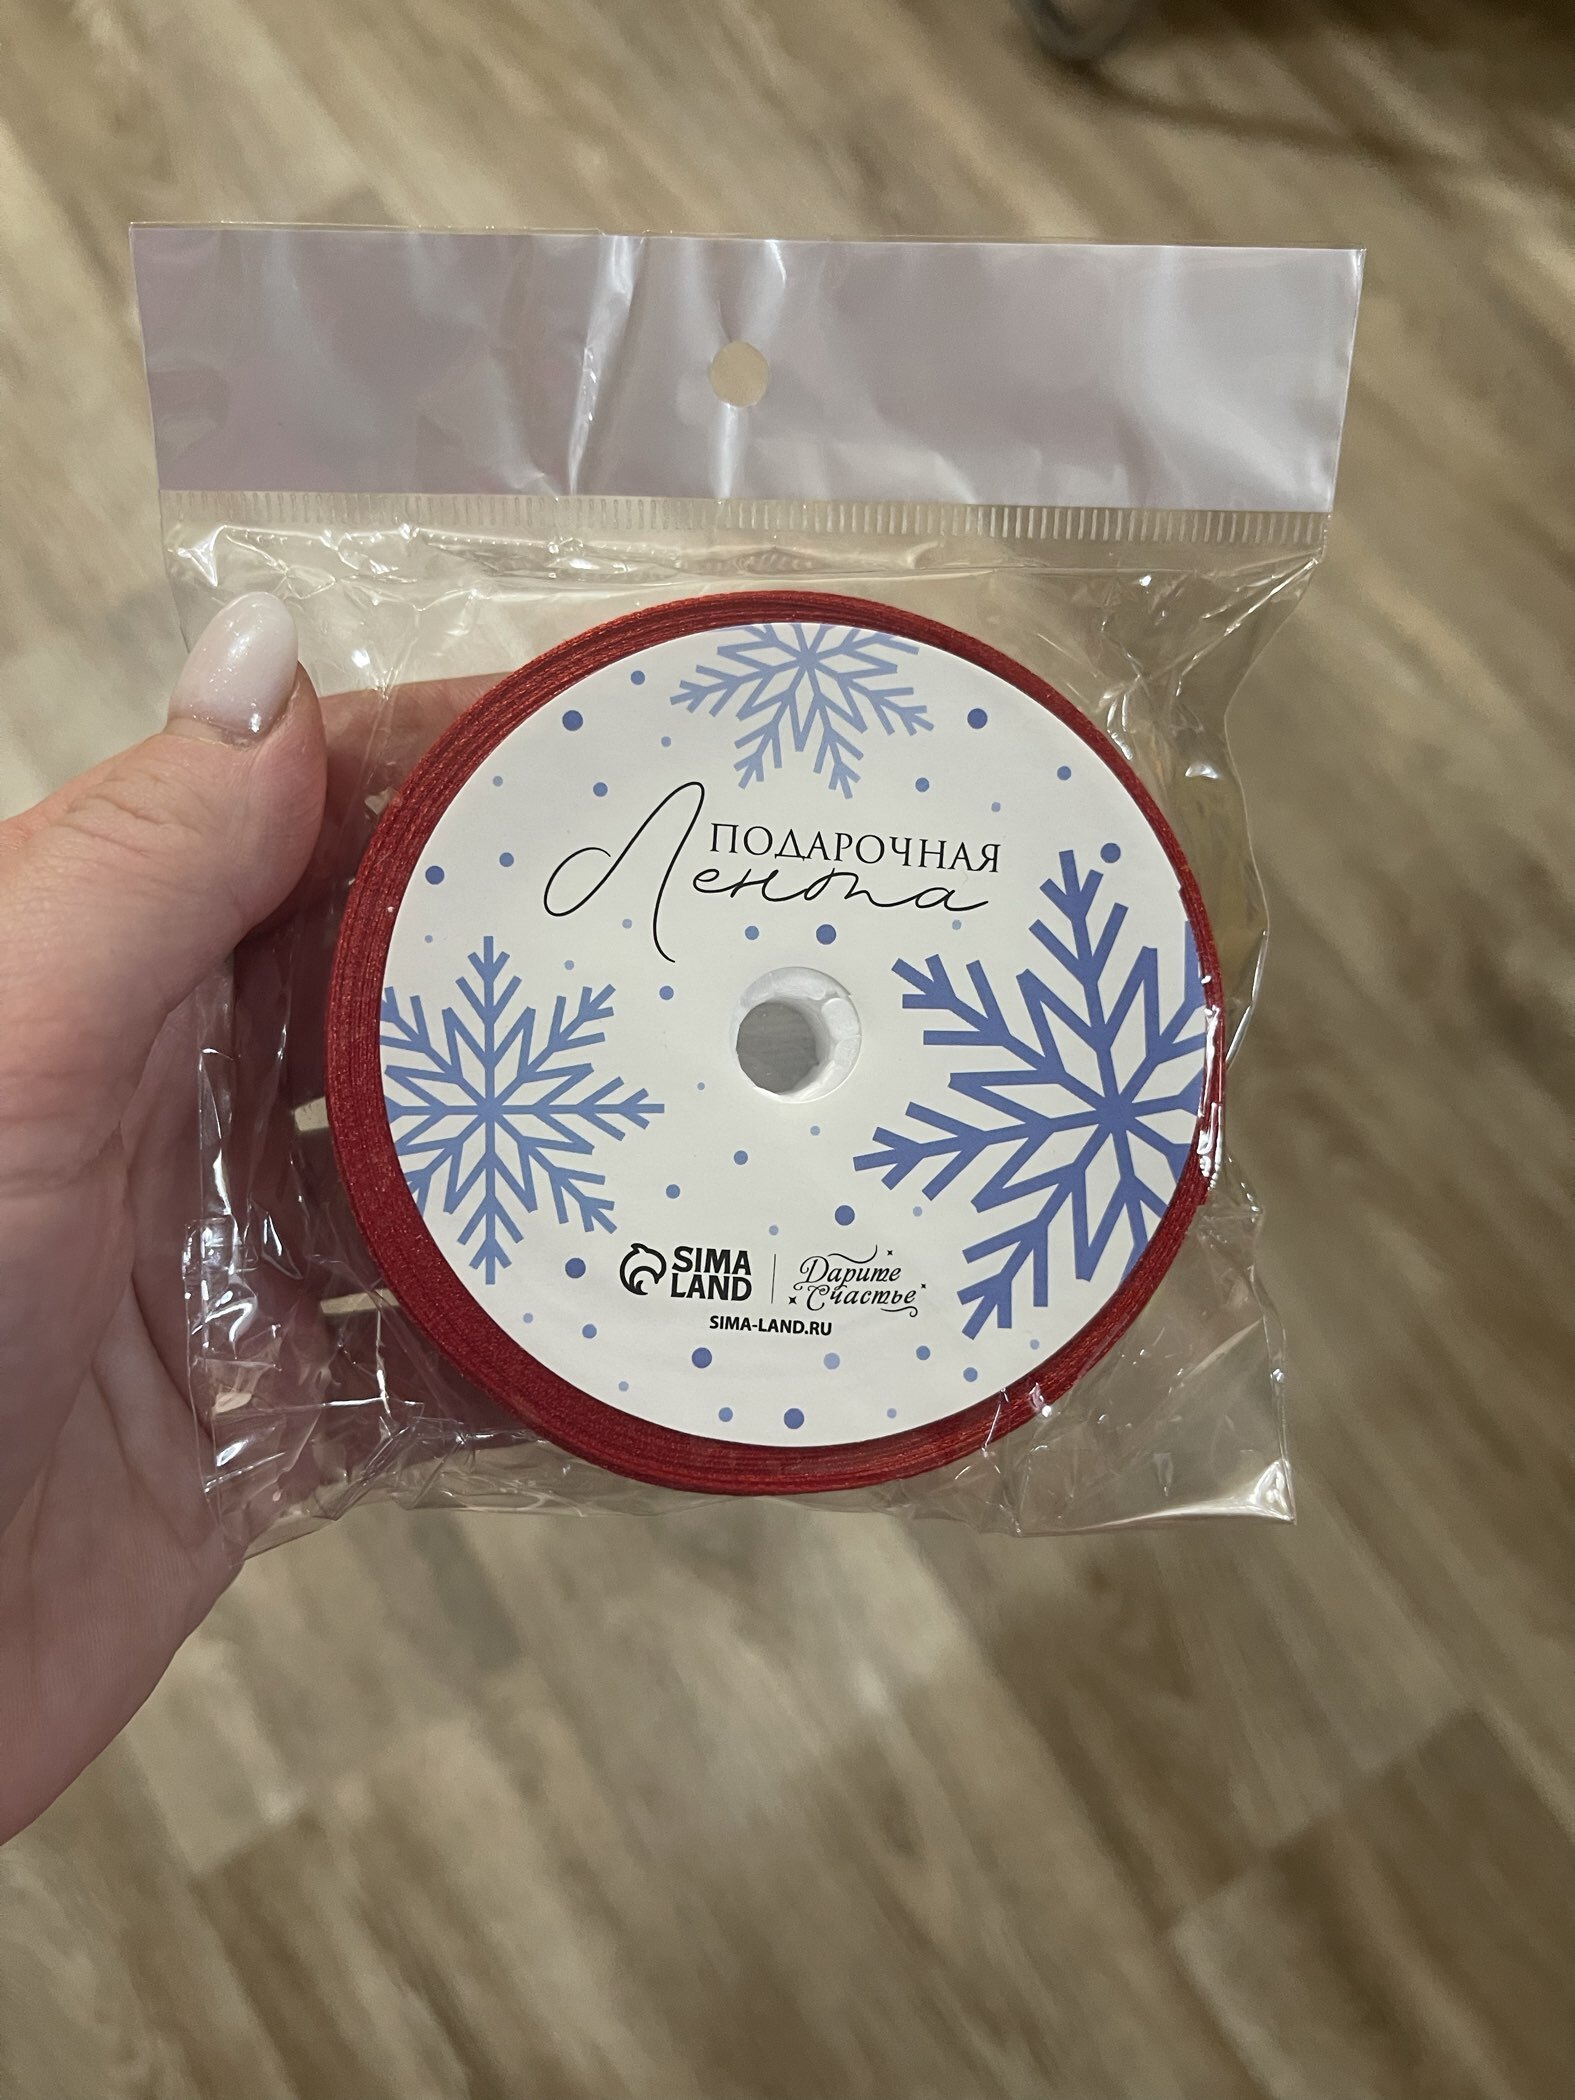 ПОДАРОЧНАЯ
Лента
SIMA
LAND
Дарите
Счастье
SIMA-LAND.RU